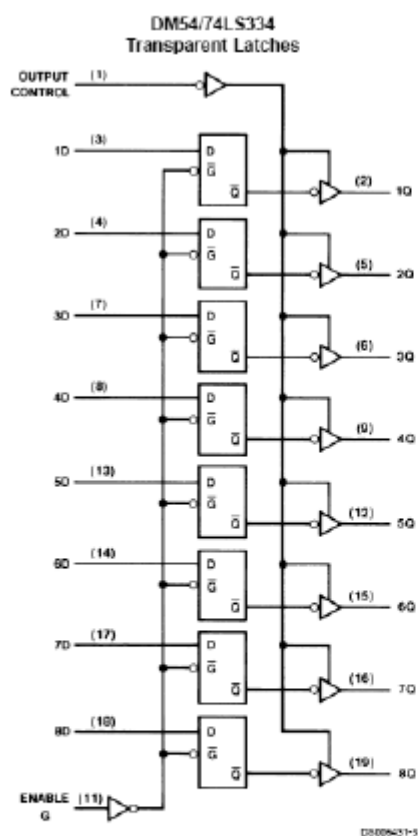 DM54/74LS334
Transparent Latches
OUTPUT CONTROL (1)
1D (3) D G Q (2) 1Q
2D (4) D G Q (5) 2Q
3D (7) D G Q (6) 3Q
4D (8) D G Q (9) 4Q
5D (13) D G Q (12) 5Q
6D (14) D G Q (15) 6Q
7D (17) D G Q (16) 7Q
8D (18) D G Q (19) 8Q
ENABLE G (11)